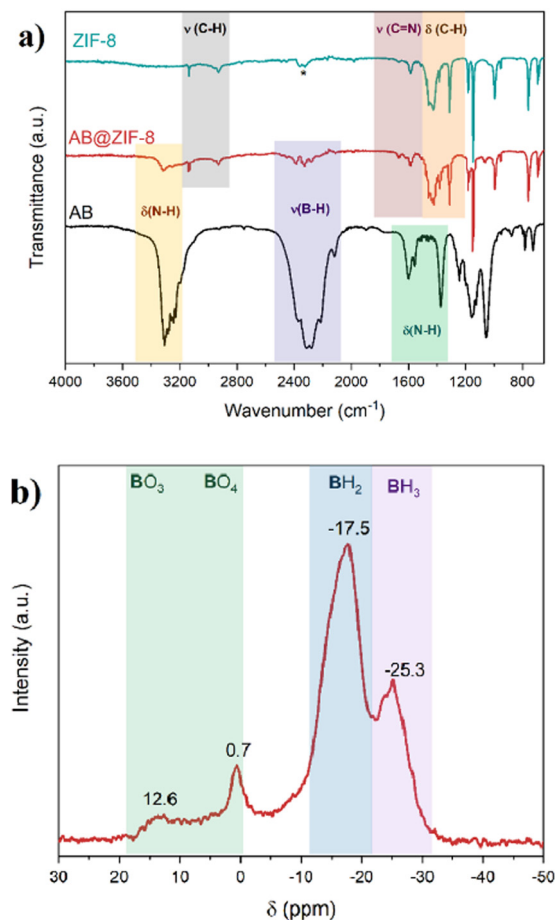 a)
ZIF-8
ν (C-H)
ν (C=N) δ (C-H)
*
AB@ZIF-8
δ(N-H)
ν(B-H)
AB
δ(N-H)
Transmittance (a.u.)
4000 3600 3200 2800 2400 2000 1600 1200 800
Wavenumber (cm⁻¹)
b)
BO₃ BO₄ BH₂ BH₃
-17.5
-25.3
0.7
12.6
Intensity (a.u.)
30 20 10 0 -10 -20 -30 -40 -50
δ (ppm)